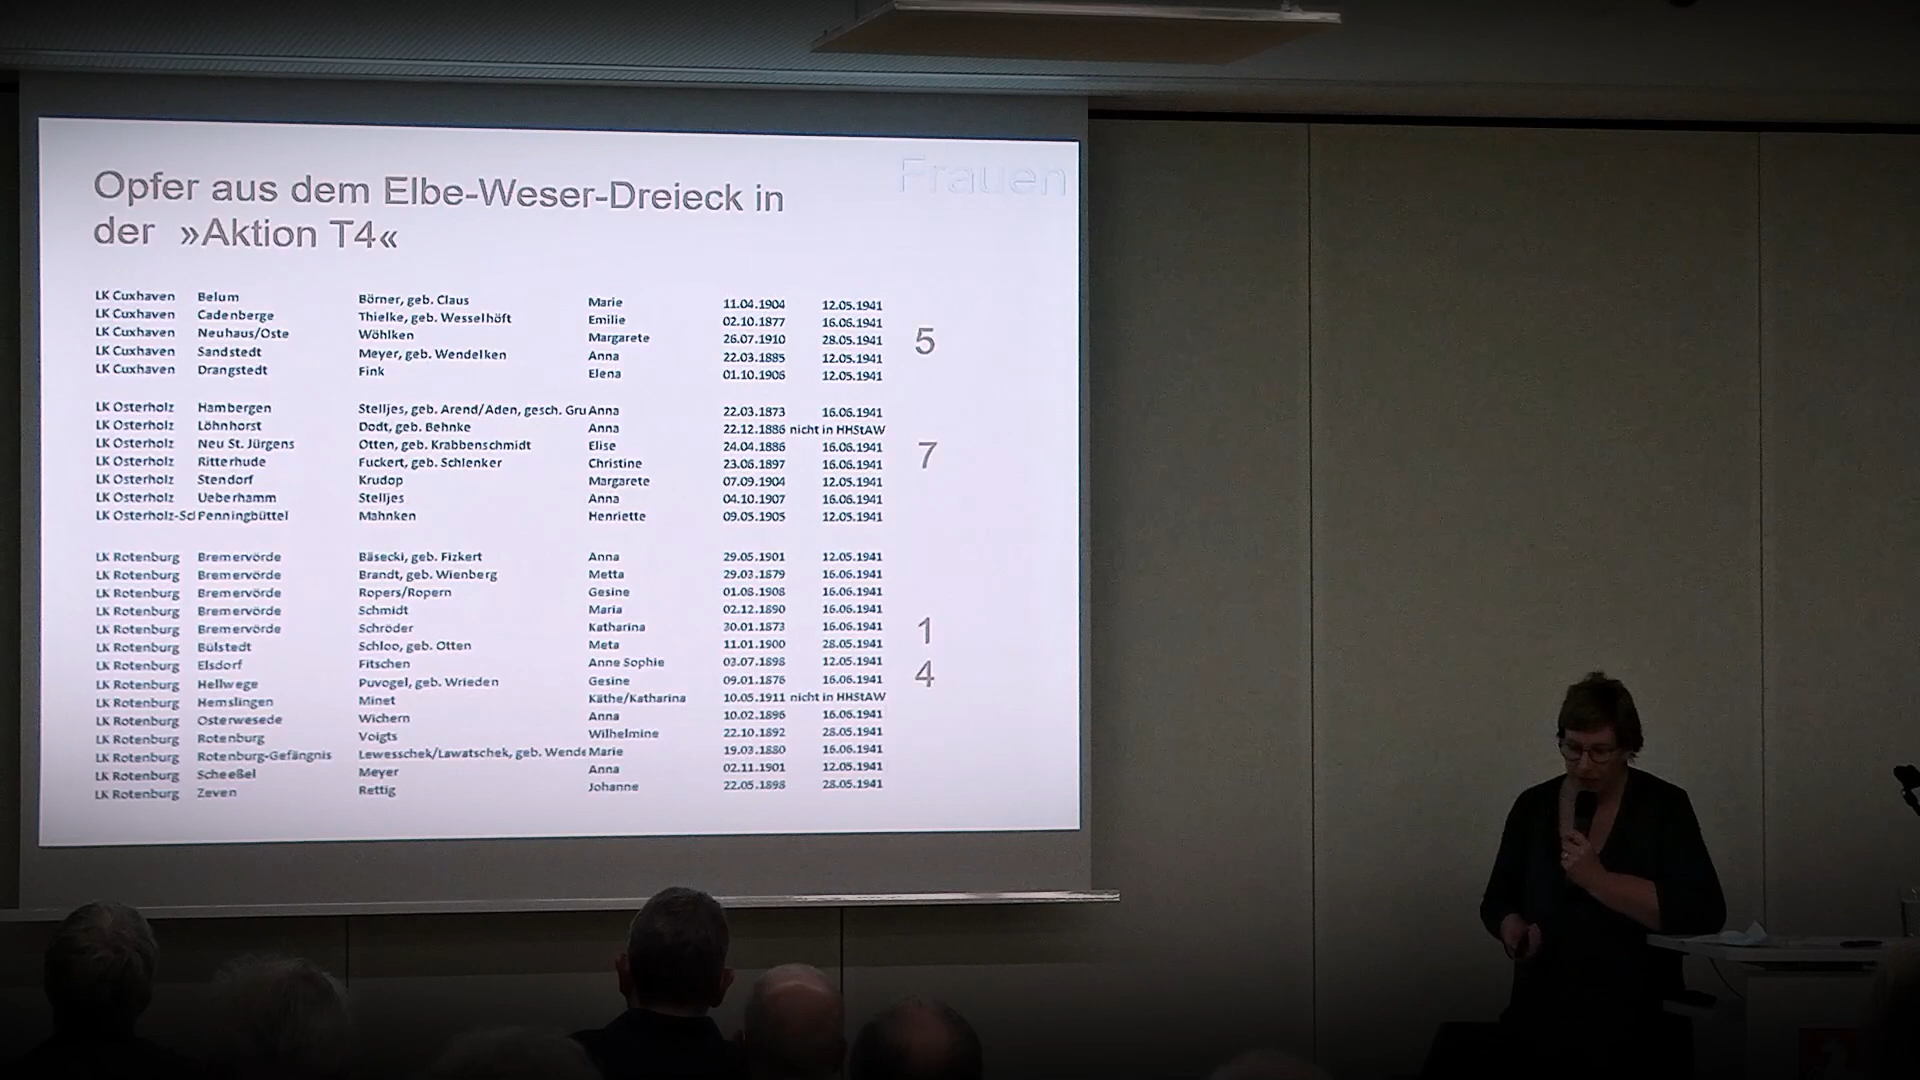 Frauen
Opfer aus dem Elbe-Weser-Dreieck in
der »Aktion T4«
LK Cuxhaven Belum Börner, geb. Claus Marie 11.04.1904 12.05.1941
LK Cuxhaven Cadenberge Thielke, geb. Wesselhöft Emilie 02.10.1877 16.06.1941
LK Cuxhaven Neuhaus/Oste Wöhlken Margarete 26.07.1910 28.05.1941
LK Cuxhaven Sandstedt Meyer, geb. Wendelken Anna 22.03.1885 12.05.1941
LK Cuxhaven Drangstedt Fink Elena 01.10.1906 12.05.1941
5
LK Osterholz Hambergen Stelljes, geb. Arend/Aden, gesch. Gru Anna 22.03.1873 16.06.1941
LK Osterholz Löhnhorst Dodt, geb. Behnke Anna 22.12.1886 nicht in HHStAW
LK Osterholz Neu St. Jürgens Otten, geb. Krabbenschmidt Elise 24.04.1886 16.06.1941
LK Osterholz Ritterhude Fuckert, geb. Schlenker Christine 23.06.1897 16.06.1941
LK Osterholz Stendorf Krudop Margarete 07.09.1904 12.05.1941
LK Osterholz Ueberhamm Stelljes Anna 04.10.1907 16.06.1941
LK Osterholz-Scl Penningbüttel Mahnken Henriette 09.05.1905 12.05.1941
7
LK Rotenburg Bremervörde Bäsecki, geb. Fizkert Anna 29.05.1901 12.05.1941
LK Rotenburg Bremervörde Brandt, geb. Wienberg Metta 29.03.1879 16.06.1941
LK Rotenburg Bremervörde Ropers/Ropern Gesine 01.08.1908 16.06.1941
LK Rotenburg Bremervörde Schmidt Maria 02.12.1890 16.06.1941
LK Rotenburg Bremervörde Schröder Katharina 30.01.1873 16.06.1941
LK Rotenburg Bülstedt Schloo, geb. Otten Meta 11.01.1900 28.05.1941
LK Rotenburg Elsdorf Fitschen Anne Sophie 03.07.1898 12.05.1941
LK Rotenburg Hellwege Puvogel, geb. Wrieden Gesine 09.01.1876 16.06.1941
LK Rotenburg Hemslingen Minet Käthe/Katharina 10.05.1911 nicht in HHStAW
LK Rotenburg Osterwesede Wichern Anna 10.02.1896 16.06.1941
LK Rotenburg Rotenburg Voigts Wilhelmine 22.10.1892 28.05.1941
LK Rotenburg Rotenburg-Gefängnis Lewesschek/Lawatschek, geb. Wende Marie 19.03.1880 16.06.1941
LK Rotenburg Scheeßel Meyer Anna 02.11.1901 12.05.1941
LK Rotenburg Zeven Rettig Johanne 22.05.1898 28.05.1941
1
4